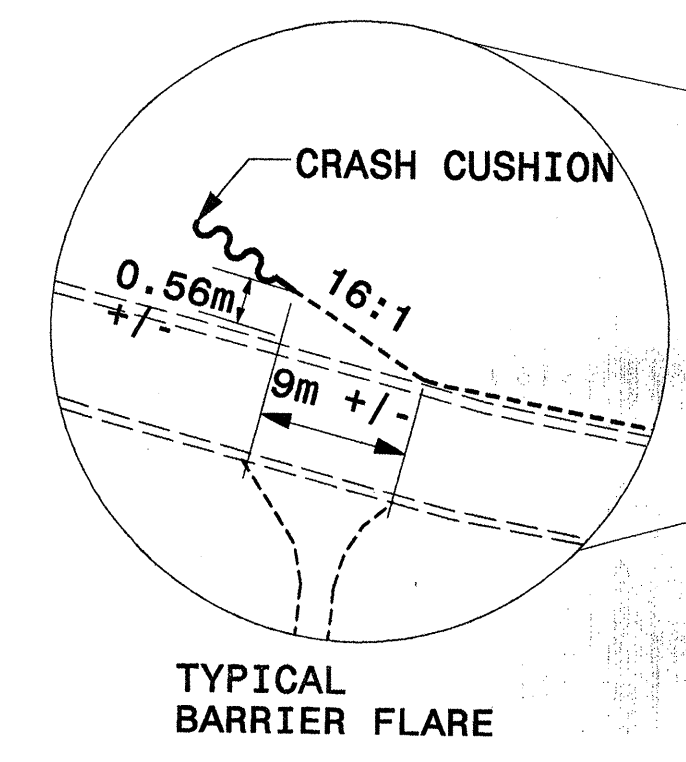 CRASH CUSHION
0.56m
+/-
16:1
9m +/-
TYPICAL
BARRIER FLARE